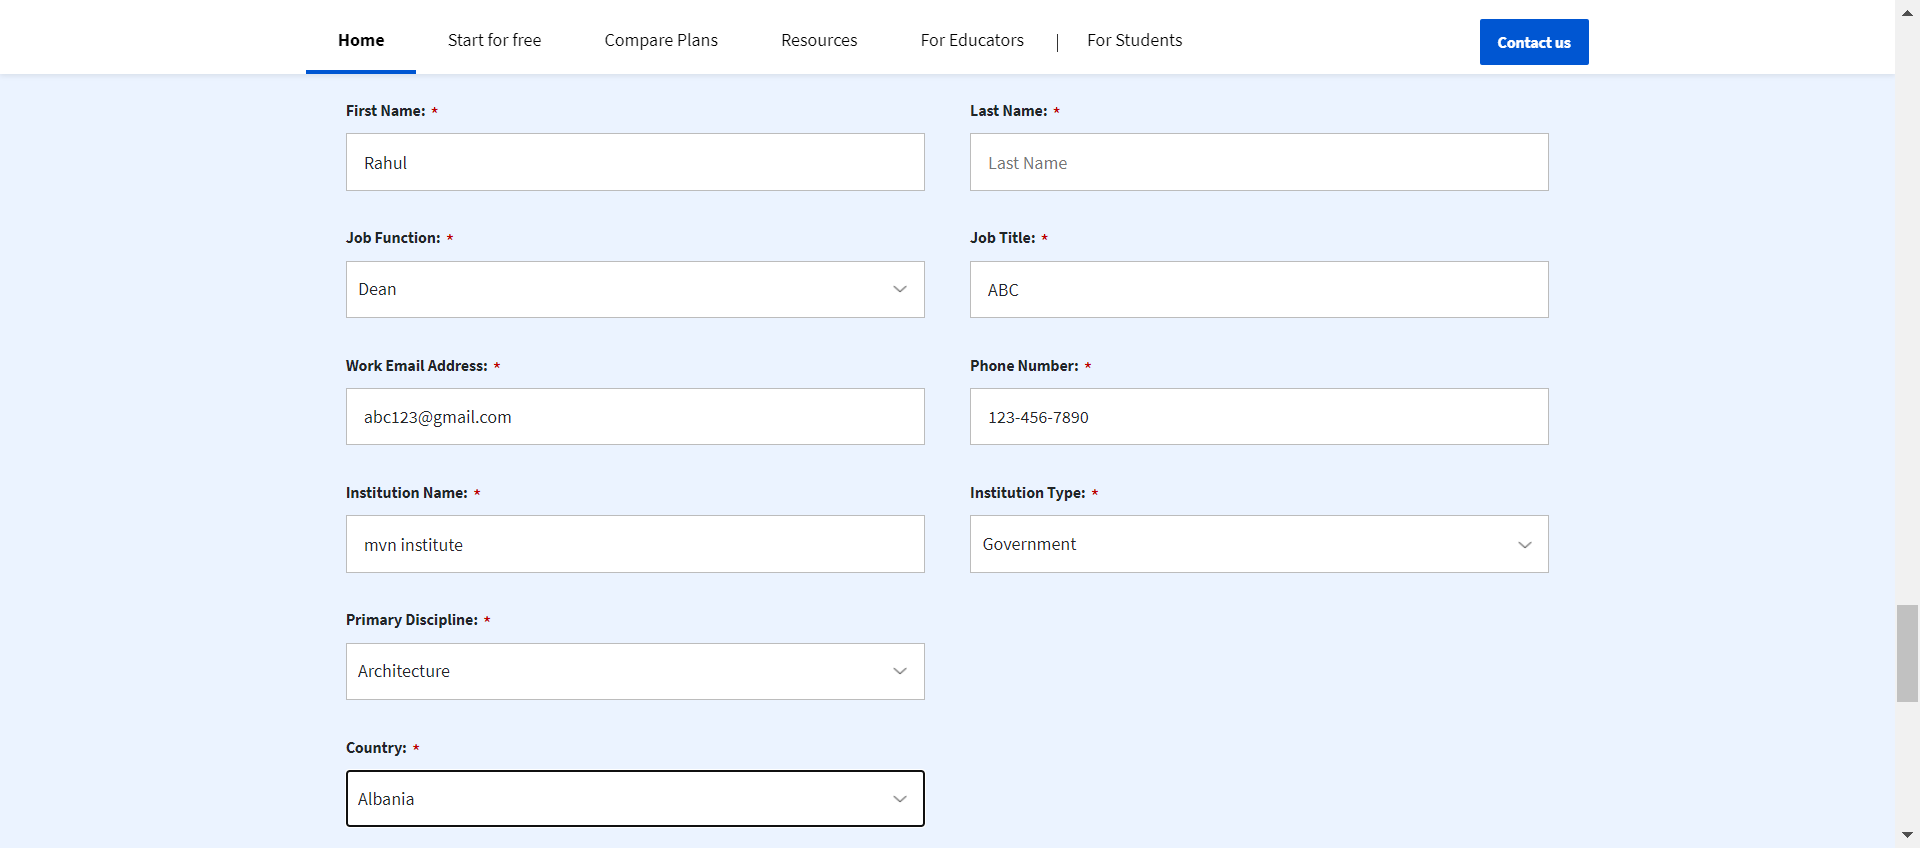 Home Start for free Compare Plans Resources For Educators | For Students Contact us
First Name: * Last Name: *
Rahul Last Name
Job Function: * Job Title: *
Dean ABC
Work Email Address: * Phone Number: *
abc123@gmail.com 123-456-7890
Institution Name: * Institution Type: *
mvn institute Government
Primary Discipline: *
Architecture
Country: *
Albania